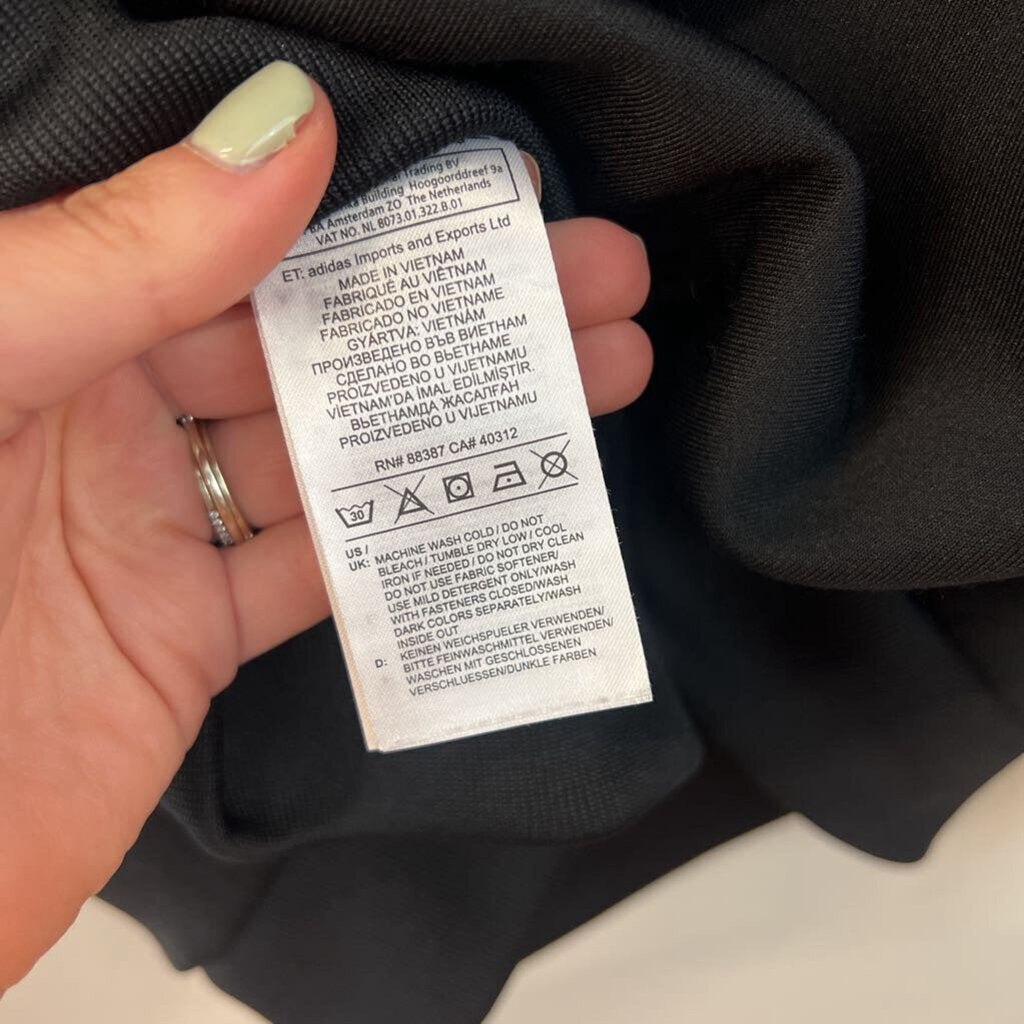 Trading BV
Building Hoogoorddreef 9a
Amsterdam ZO The Netherlands
VAT NO. NL 8073.01.322.B.01
ET: adidas Imports and Exports Ltd
MADE IN VIETNAM
FABRIQUÉ AU VIÊTNAM
FABRICADO EN VIETNAM
FABRICADO NO VIETNAME
GYÁRTVA: VIETNÁM
ПРОИЗВЕДЕНО ВЪВ ВИЕТНАМ
СДЕЛАНО ВО ВЬЕТНАМЕ
PROIZVEDENO U VIJETNAMU
VİETNAM'DA İMAL EDİLMİŞTİR.
ВЬЕТНАМДА ЖАСАЛҒАН
PROIZVEDENO U VIJETNAMU
RN# 88387 CA# 40312
30
US /
UK: MACHINE WASH COLD / DO NOT
BLEACH / TUMBLE DRY LOW / COOL
IRON IF NEEDED / DO NOT DRY CLEAN
DO NOT USE FABRIC SOFTENER/
USE MILD DETERGENT ONLY/WASH
WITH FASTENERS CLOSED/WASH
DARK COLORS SEPARATELY/WASH
INSIDE OUT
D: KEINEN WEICHSPUELER VERWENDEN/
BITTE FEINWASCHMITTEL VERWENDEN/
WASCHEN MIT GESCHLOSSENEN
VERSCHLUESSEN/DUNKLE FARBEN